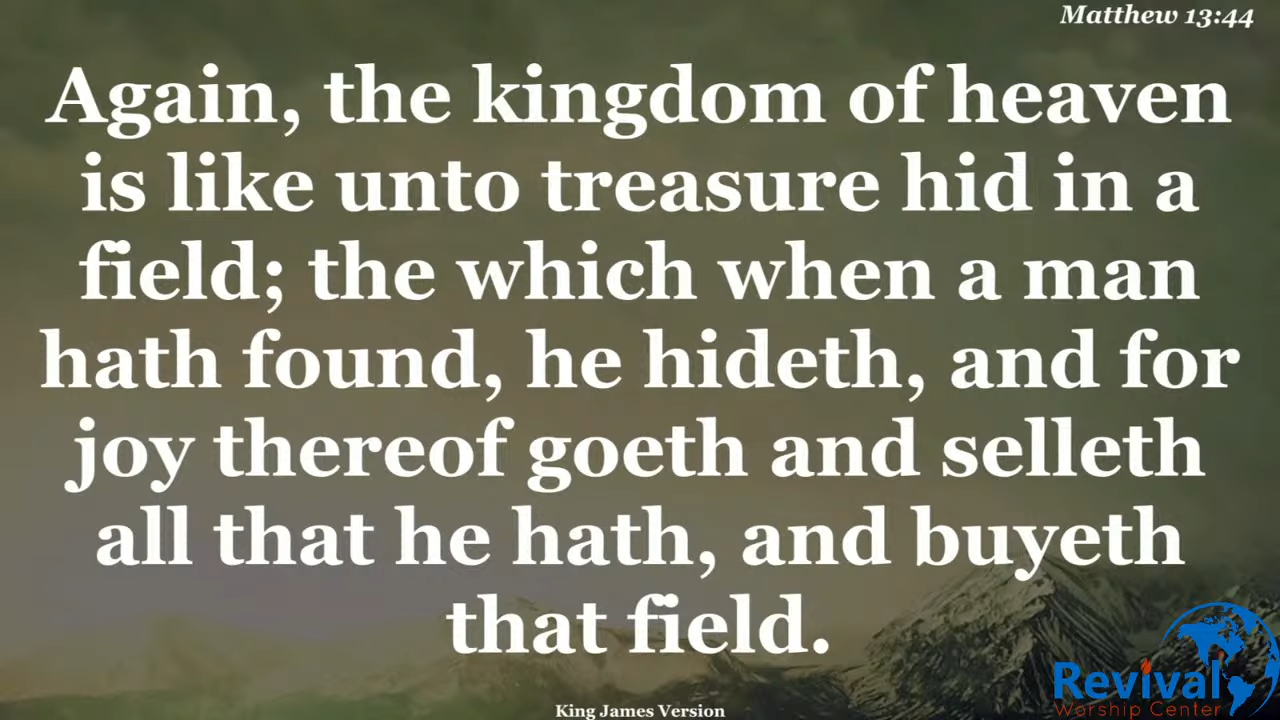 Matthew 13:44
Again, the kingdom of heaven
is like unto treasure hid in a
field; the which when a man
hath found, he hideth, and for
joy thereof goeth and selleth
all that he hath, and buyeth
that field.
Revival
Worship Center
King James Version